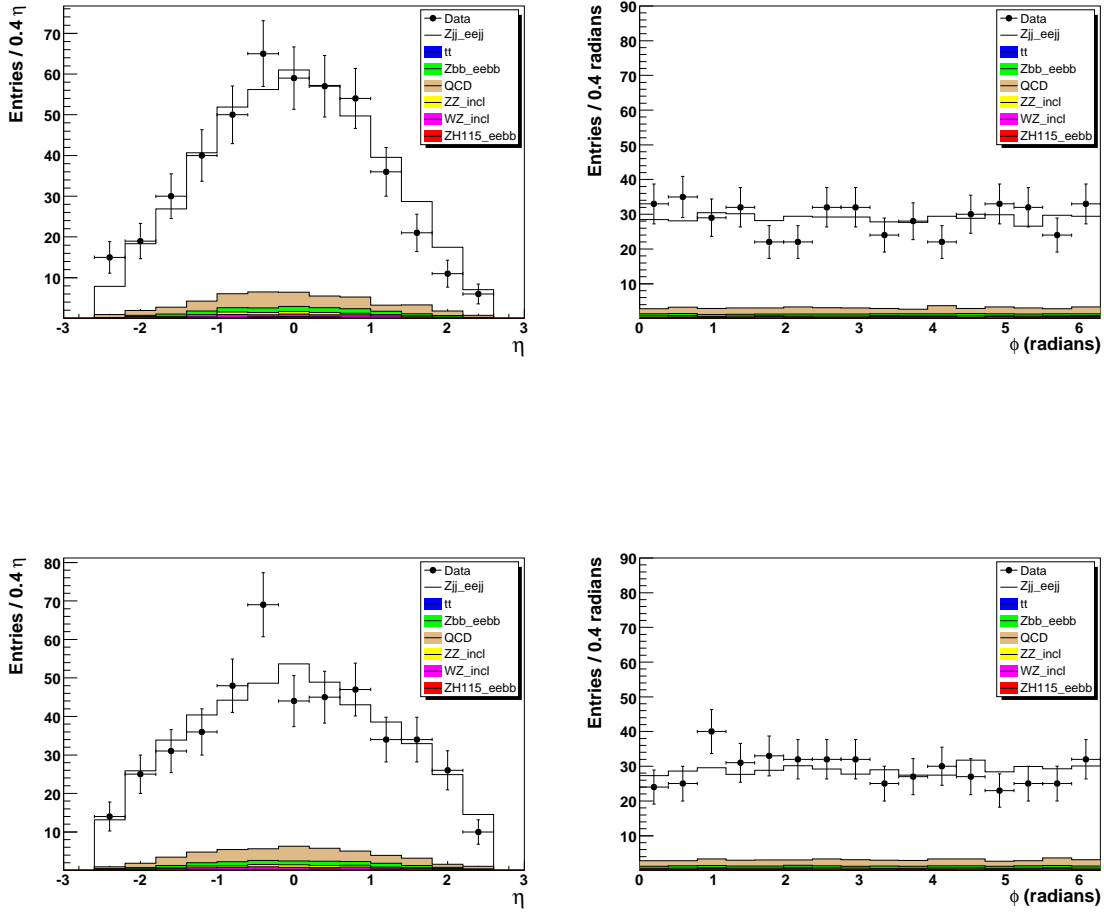 Entries / 0.4 η
70
60
50
40
30
20
10
-3 -2 -1 0 1 2 3
η
Data
Zjj_eejj
tt
Zbb_eebb
QCD
ZZ_incl
WZ_incl
ZH115_eebb
Entries / 0.4 radians
90
80
70
60
50
40
30
20
10
0 1 2 3 4 5 6
φ (radians)
Data
Zjj_eejj
tt
Zbb_eebb
QCD
ZZ_incl
WZ_incl
ZH115_eebb
Entries / 0.4 η
80
70
60
50
40
30
20
10
-3 -2 -1 0 1 2 3
η
Data
Zjj_eejj
tt
Zbb_eebb
QCD
ZZ_incl
WZ_incl
ZH115_eebb
Entries / 0.4 radians
90
80
70
60
50
40
30
20
10
0 1 2 3 4 5 6
φ (radians)
Data
Zjj_eejj
tt
Zbb_eebb
QCD
ZZ_incl
WZ_incl
ZH115_eebb